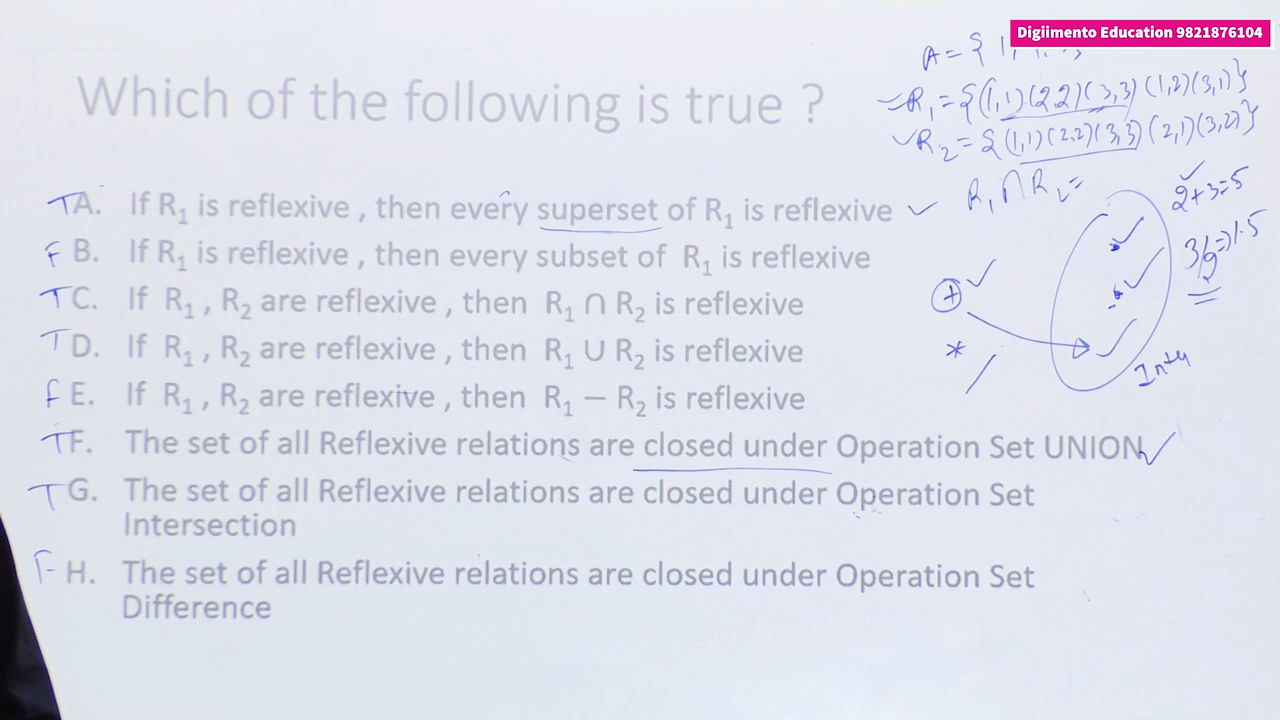 Digiimento Education 9821876104
A = { 1,
Which of the following is true ?
R1 = {(1,1)(2,2)(3,3)(1,2)(3,1)}
R2 = {(1,1)(2,2)(3,3)(2,1)(3,2)}
R1 ∩ R2 =
2+3=5
3/2=>1.5
T A. If R1 is reflexive , then every superset of R1 is reflexive
F B. If R1 is reflexive , then every subset of R1 is reflexive
T C. If R1 , R2 are reflexive , then R1 ∩ R2 is reflexive
+
T D. If R1 , R2 are reflexive , then R1 ∪ R2 is reflexive
*
F E. If R1 , R2 are reflexive , then R1 − R2 is reflexive
T F. The set of all Reflexive relations are closed under Operation Set UNION
T G. The set of all Reflexive relations are closed under Operation Set
Intersection
F H. The set of all Reflexive relations are closed under Operation Set
Difference